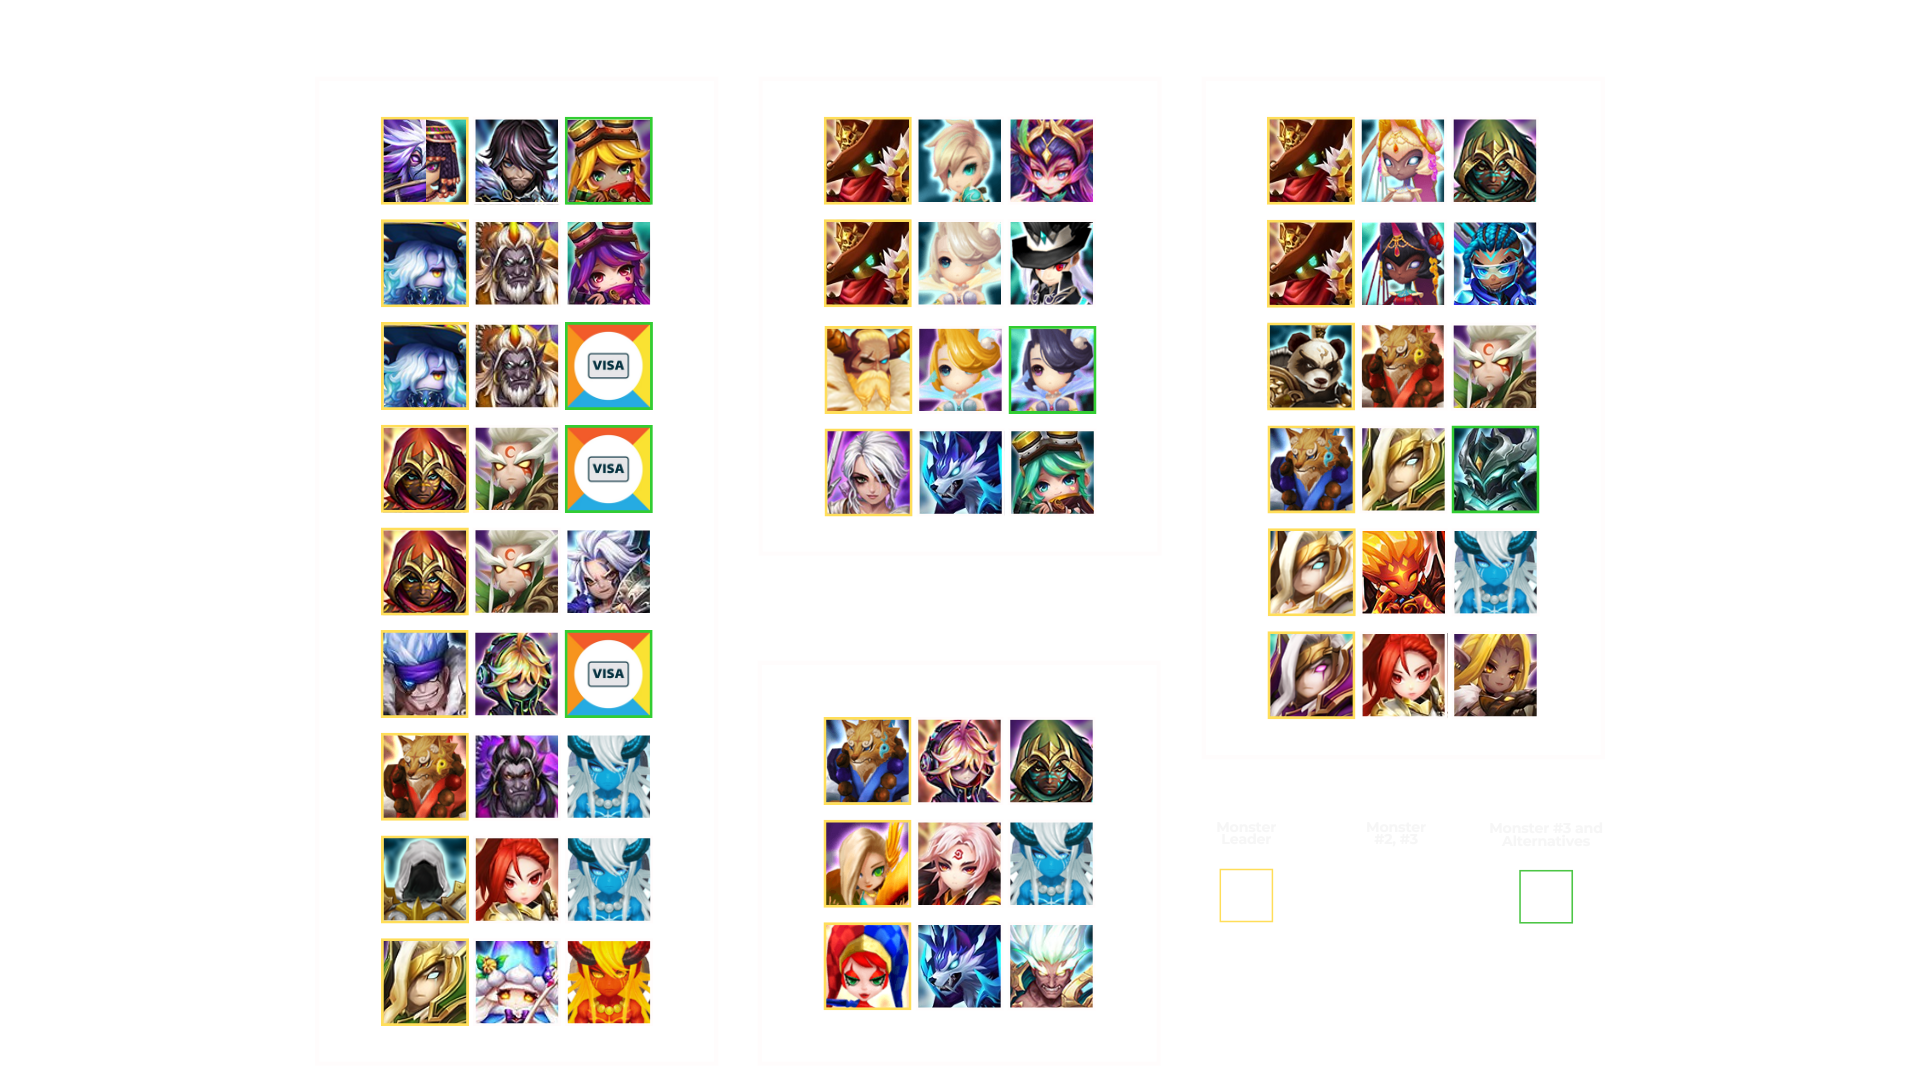 VISA
VISA
VISA
Monster
Leader
Monster
#2, #3
Monster #3 and
Alternatives